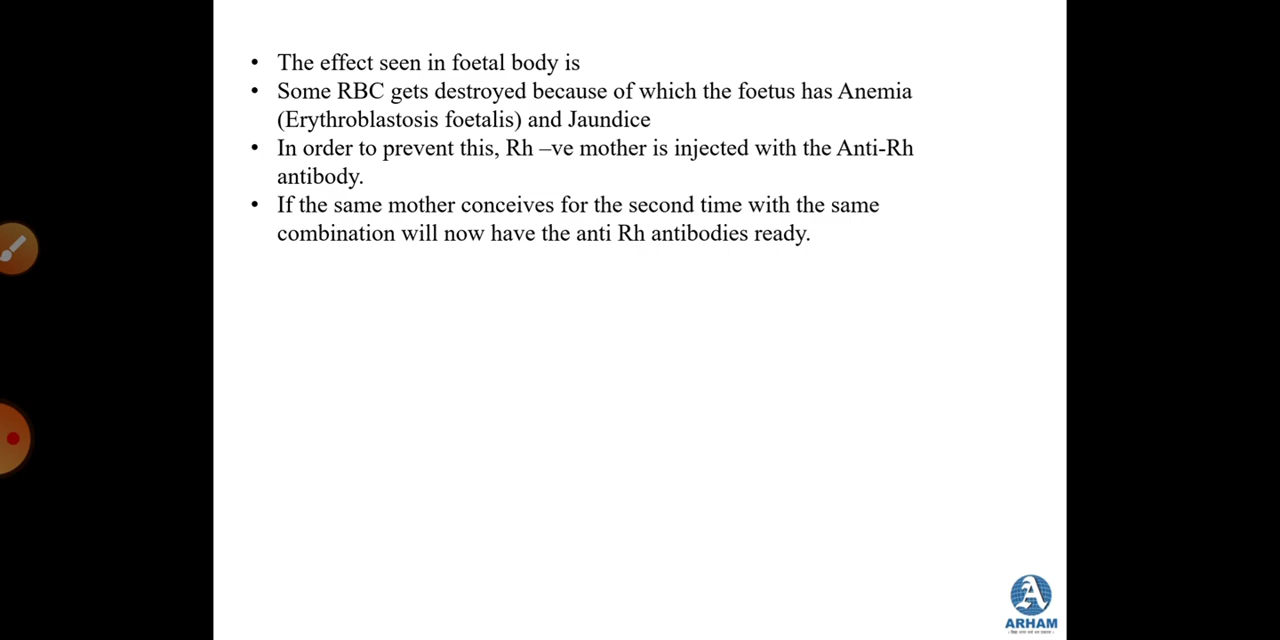 • The effect seen in foetal body is
• Some RBC gets destroyed because of which the foetus has Anemia
(Erythroblastosis foetalis) and Jaundice
• In order to prevent this, Rh –ve mother is injected with the Anti-Rh
antibody.
• If the same mother conceives for the second time with the same
combination will now have the anti Rh antibodies ready.
A
ARHAM